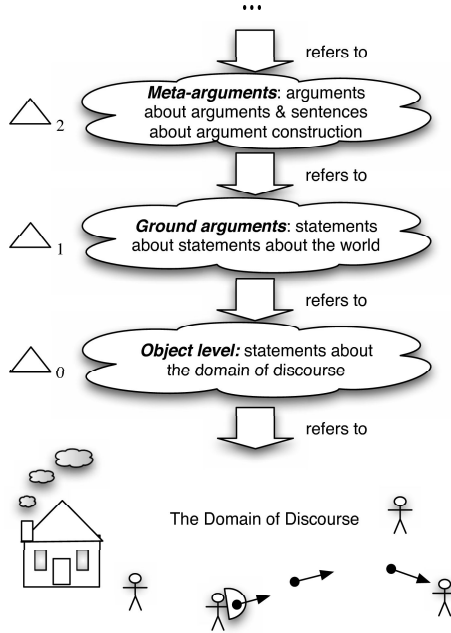 ...
refers to
Meta-arguments: arguments
about arguments & sentences
about argument construction
△2
refers to
Ground arguments: statements
about statements about the world
△1
refers to
Object level: statements about
the domain of discourse
△0
refers to
The Domain of Discourse